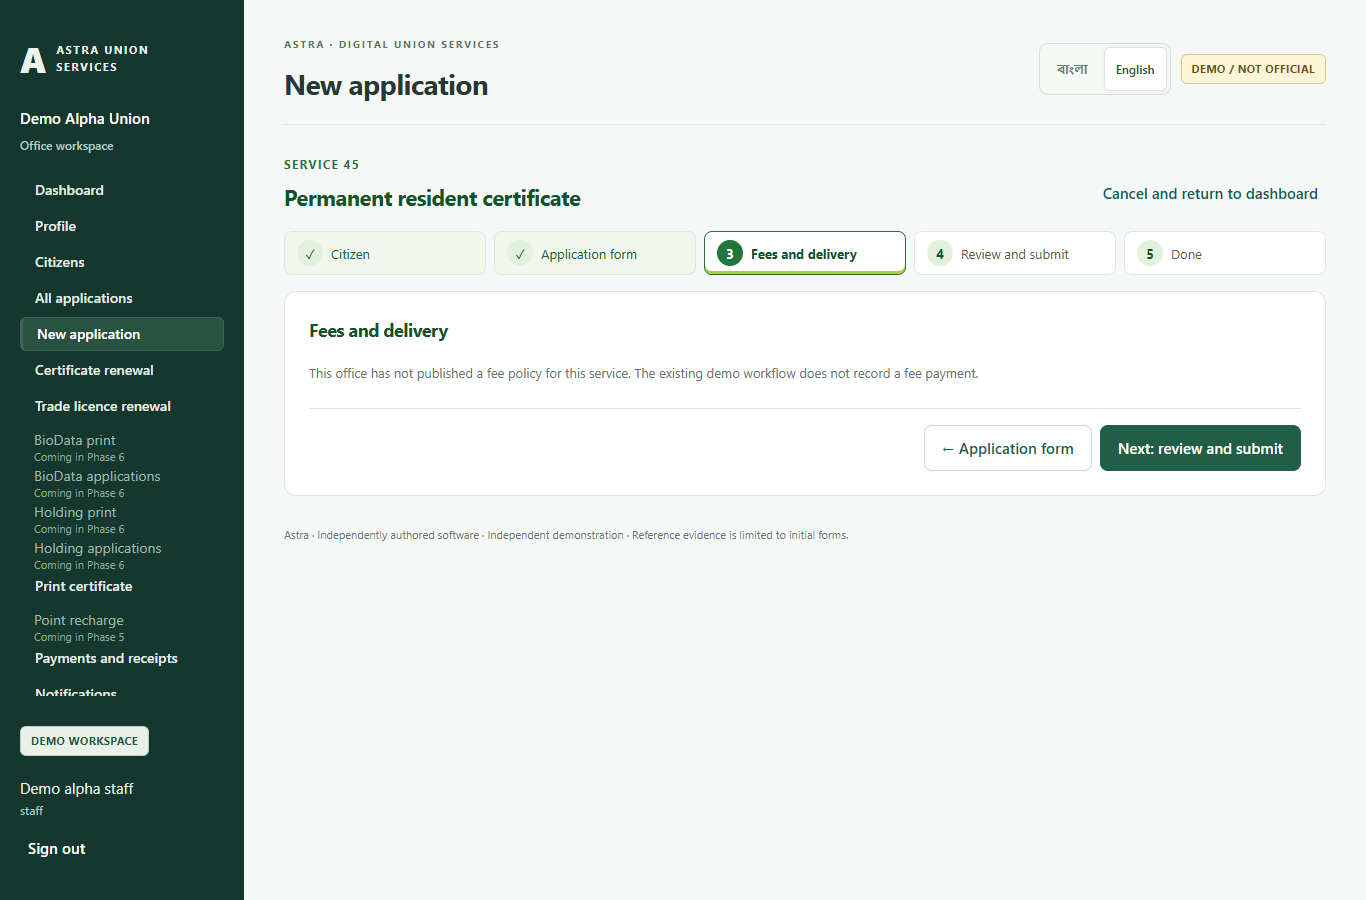 A
ASTRA UNION
SERVICES
Demo Alpha Union
Office workspace
Dashboard
Profile
Citizens
All applications
New application
Certificate renewal
Trade licence renewal
BioData print
Coming in Phase 6
BioData applications
Coming in Phase 6
Holding print
Coming in Phase 6
Holding applications
Coming in Phase 6
Print certificate
Point recharge
Coming in Phase 5
Payments and receipts
Notifications
DEMO WORKSPACE
Demo alpha staff
staff
Sign out
ASTRA · DIGITAL UNION SERVICES
New application
বাংলা English
DEMO / NOT OFFICIAL
SERVICE 45
Permanent resident certificate
Cancel and return to dashboard
✓ Citizen
✓ Application form
3 Fees and delivery
4 Review and submit
5 Done
Fees and delivery
This office has not published a fee policy for this service. The existing demo workflow does not record a fee payment.
← Application form
Next: review and submit
Astra · Independently authored software · Independent demonstration · Reference evidence is limited to initial forms.